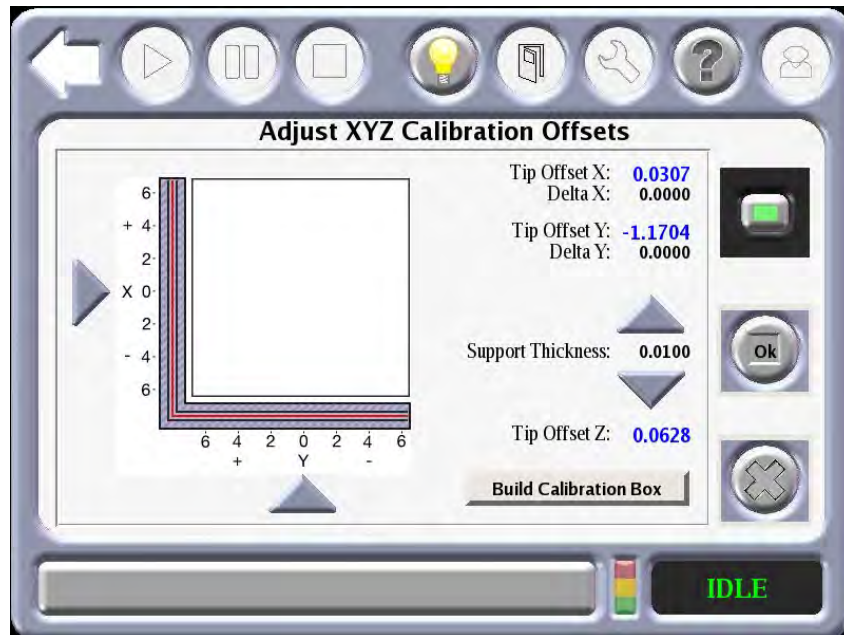 Adjust XYZ Calibration Offsets
Tip Offset X: 0.0307
Delta X: 0.0000
Tip Offset Y: -1.1704
Delta Y: 0.0000
6
+ 4
2
X 0
2
- 4
6
6 4 2 0 2 4 6
+ Y -
Support Thickness: 0.0100
Tip Offset Z: 0.0628
Build Calibration Box
?
Ok
IDLE